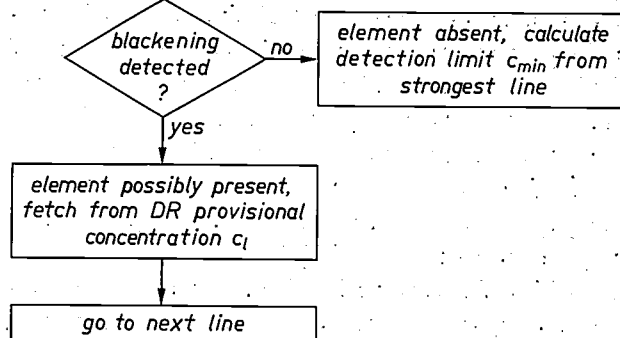 blackening
detected
?
no
element absent, calculate
detection limit c_min from
strongest line
yes
element possibly present,
fetch from DR provisional
concentration c_l
go to next line